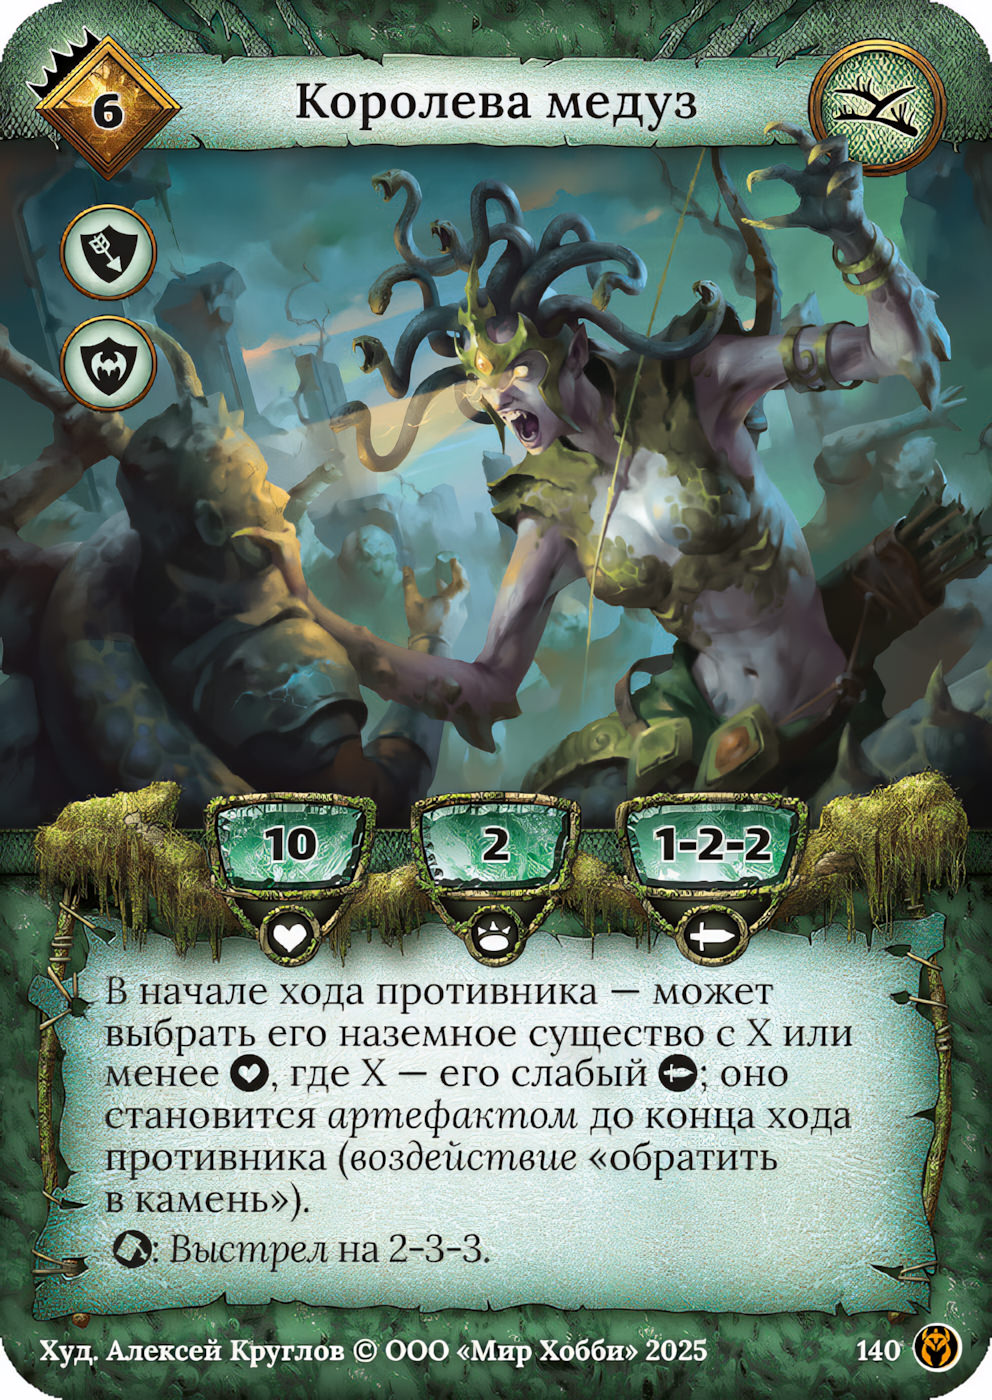 6
Королева медуз
10
2
1-2-2
В начале хода противника — может
выбрать его наземное существо с X или
менее , где X — его слабый ; оно
становится артефактом до конца хода
противника (воздействие «обратить
в камень»).
: Выстрел на 2-3-3.
Худ. Алексей Круглов © ООО «Мир Хобби» 2025
140